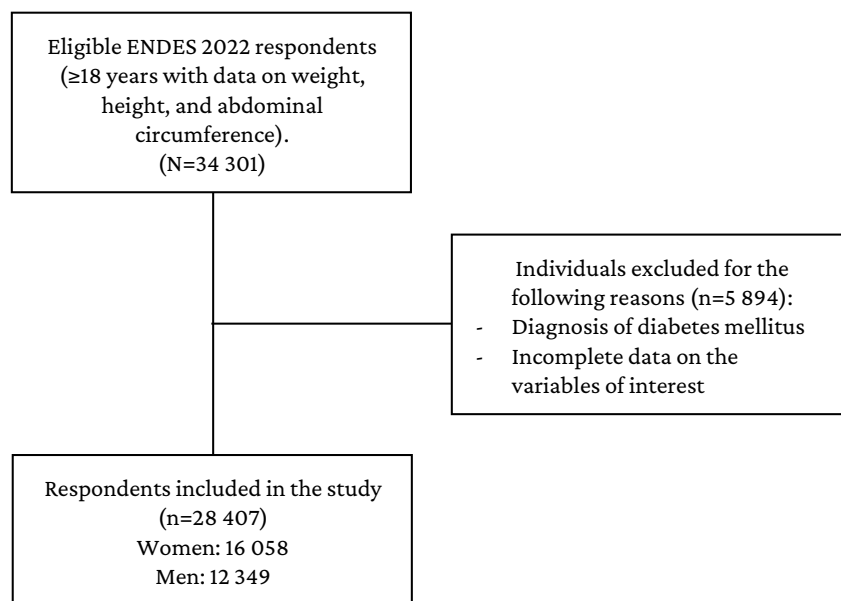 Eligible ENDES 2022 respondents
(≥18 years with data on weight,
height, and abdominal
circumference).
(N=34 301)
Individuals excluded for the
following reasons (n=5 894):
- Diagnosis of diabetes mellitus
- Incomplete data on the
variables of interest
Respondents included in the study
(n=28 407)
Women: 16 058
Men: 12 349